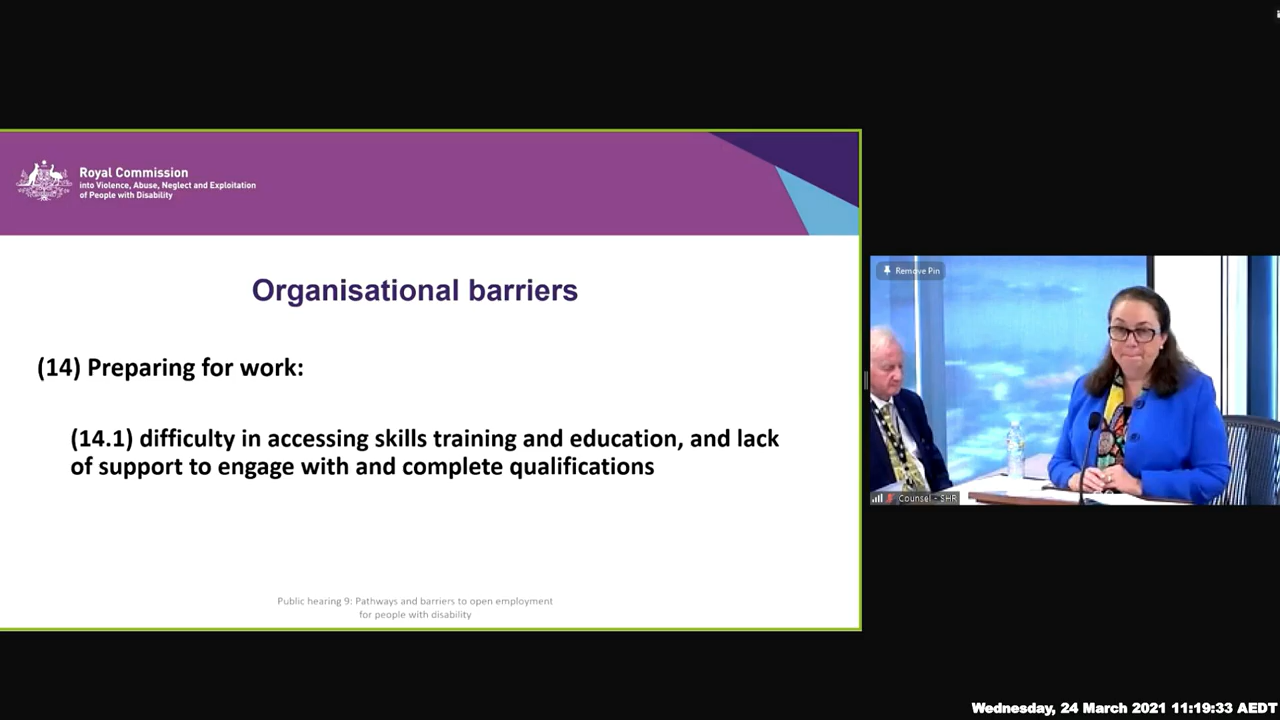 Royal Commission
into Violence, Abuse, Neglect and Exploitation
of People with Disability
Organisational barriers
(14) Preparing for work:
(14.1) difficulty in accessing skills training and education, and lack
of support to engage with and complete qualifications
Public hearing 9: Pathways and barriers to open employment
for people with disability
Remove Pin
Counsel - SHR
Wednesday, 24 March 2021 11:19:33 AEDT